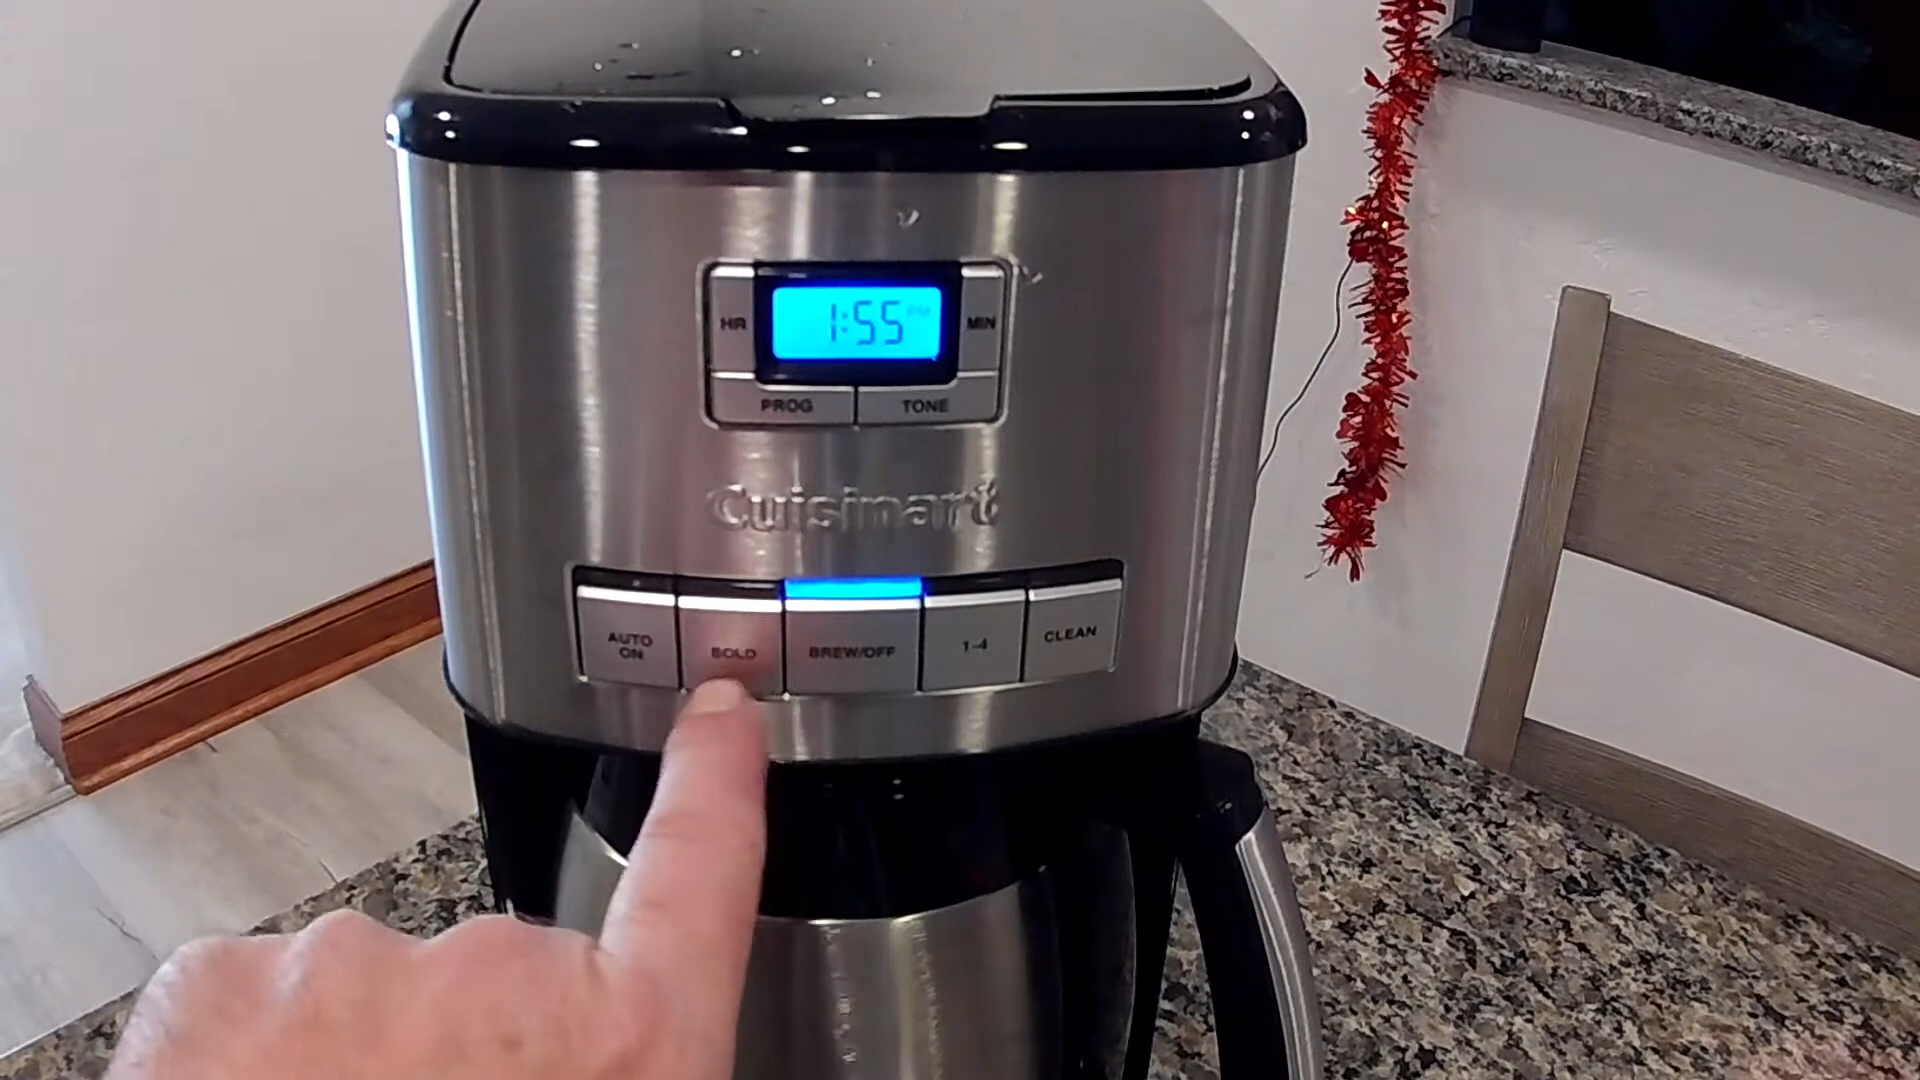 HR
1:55 PM
MIN
PROG
TONE
Cuisinart
AUTO ON
BOLD
BREW/OFF
1-4
CLEAN